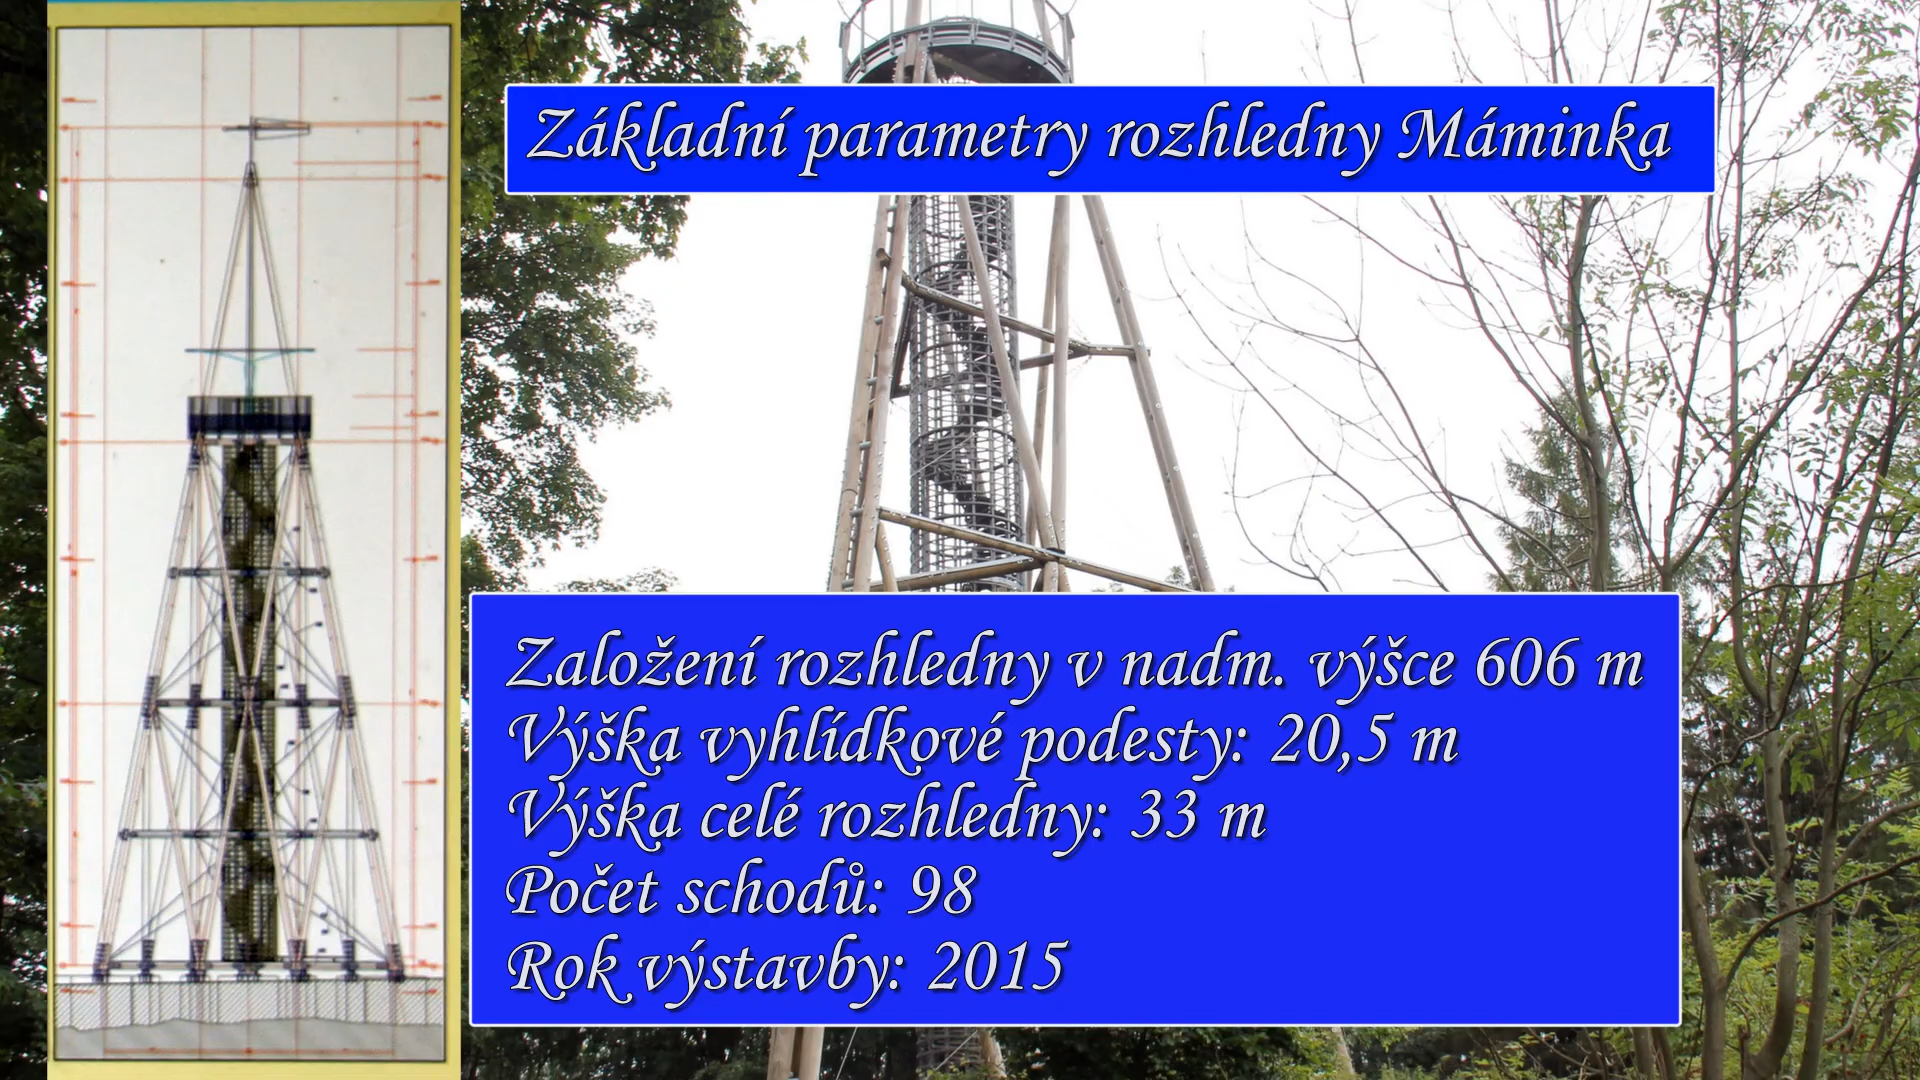 Základní parametry rozhledny Máminka
Založení rozhledny v nadm. výšce 606 m
Výška vyhlídkové podesty: 20,5 m
Výška celé rozhledny: 33 m
Počet schodů: 98
Rok výstavby: 2015